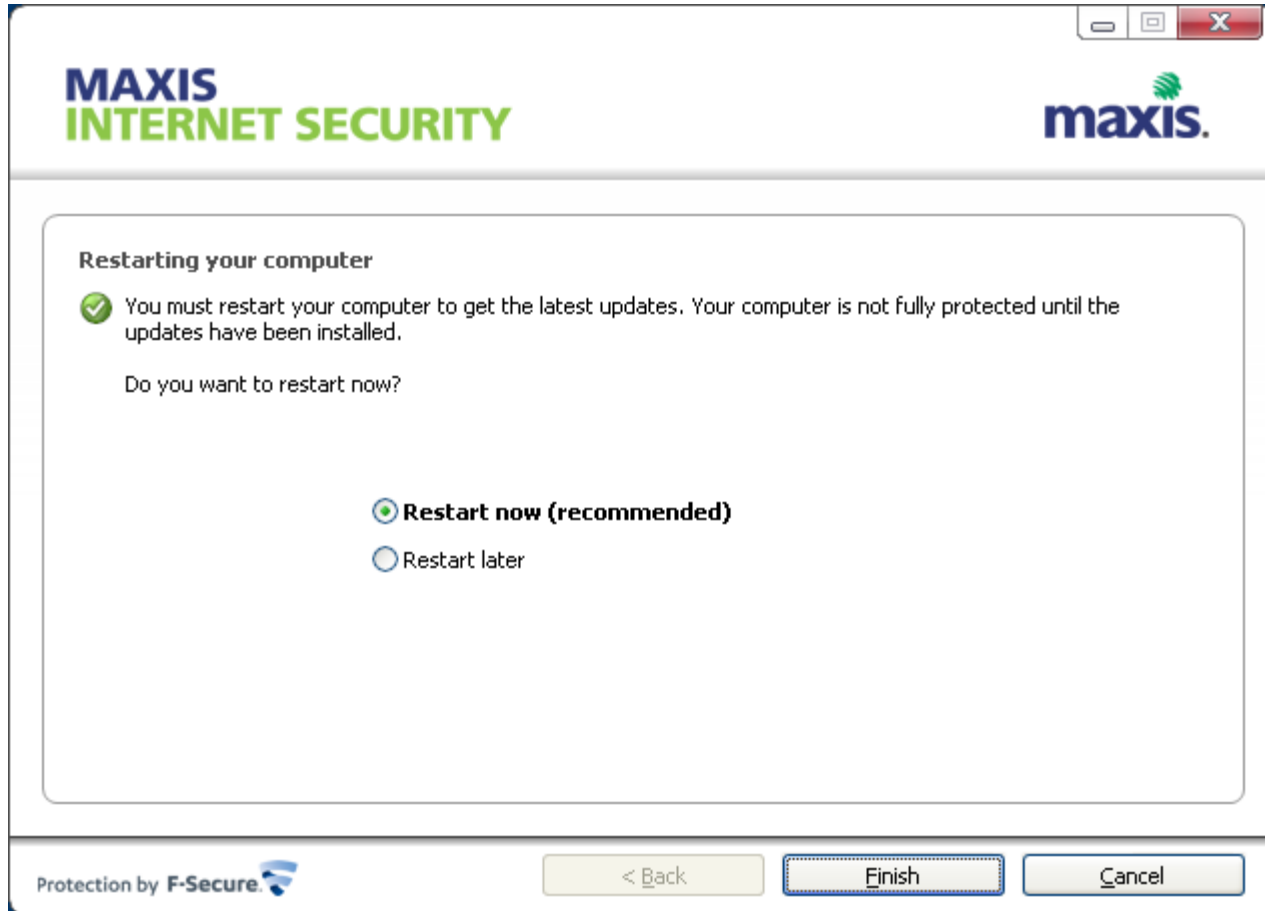 MAXIS
INTERNET SECURITY
maxis.
Restarting your computer
You must restart your computer to get the latest updates. Your computer is not fully protected until the
updates have been installed.
Do you want to restart now?
Restart now (recommended)
Restart later
Protection by F-Secure.
< Back
Finish
Cancel